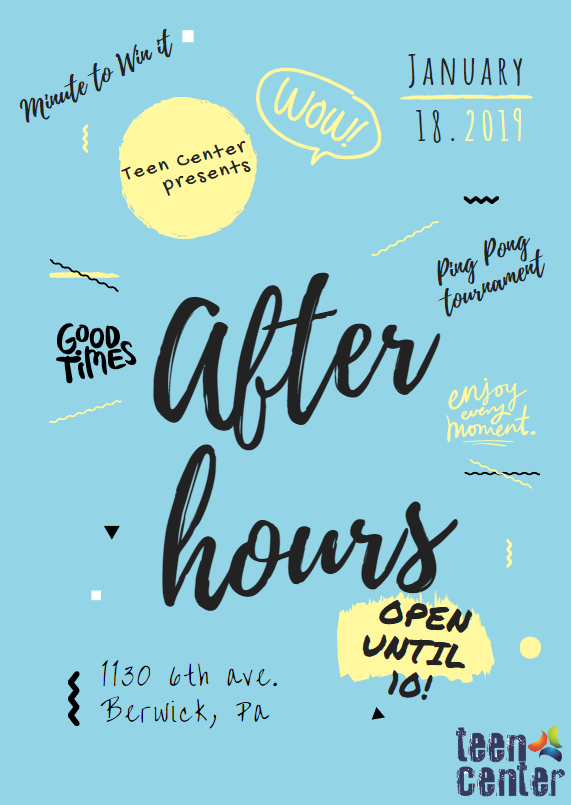 Minute to Win it
JANUARY
18.2019
WOW!
Teen Center
presents
Ping Pong
tournament
After
GOOD
TiMES
enjoy
every
moment.
hours
OPEN
UNTIL
10!
1130 6th ave.
Berwick, Pa
teen
center